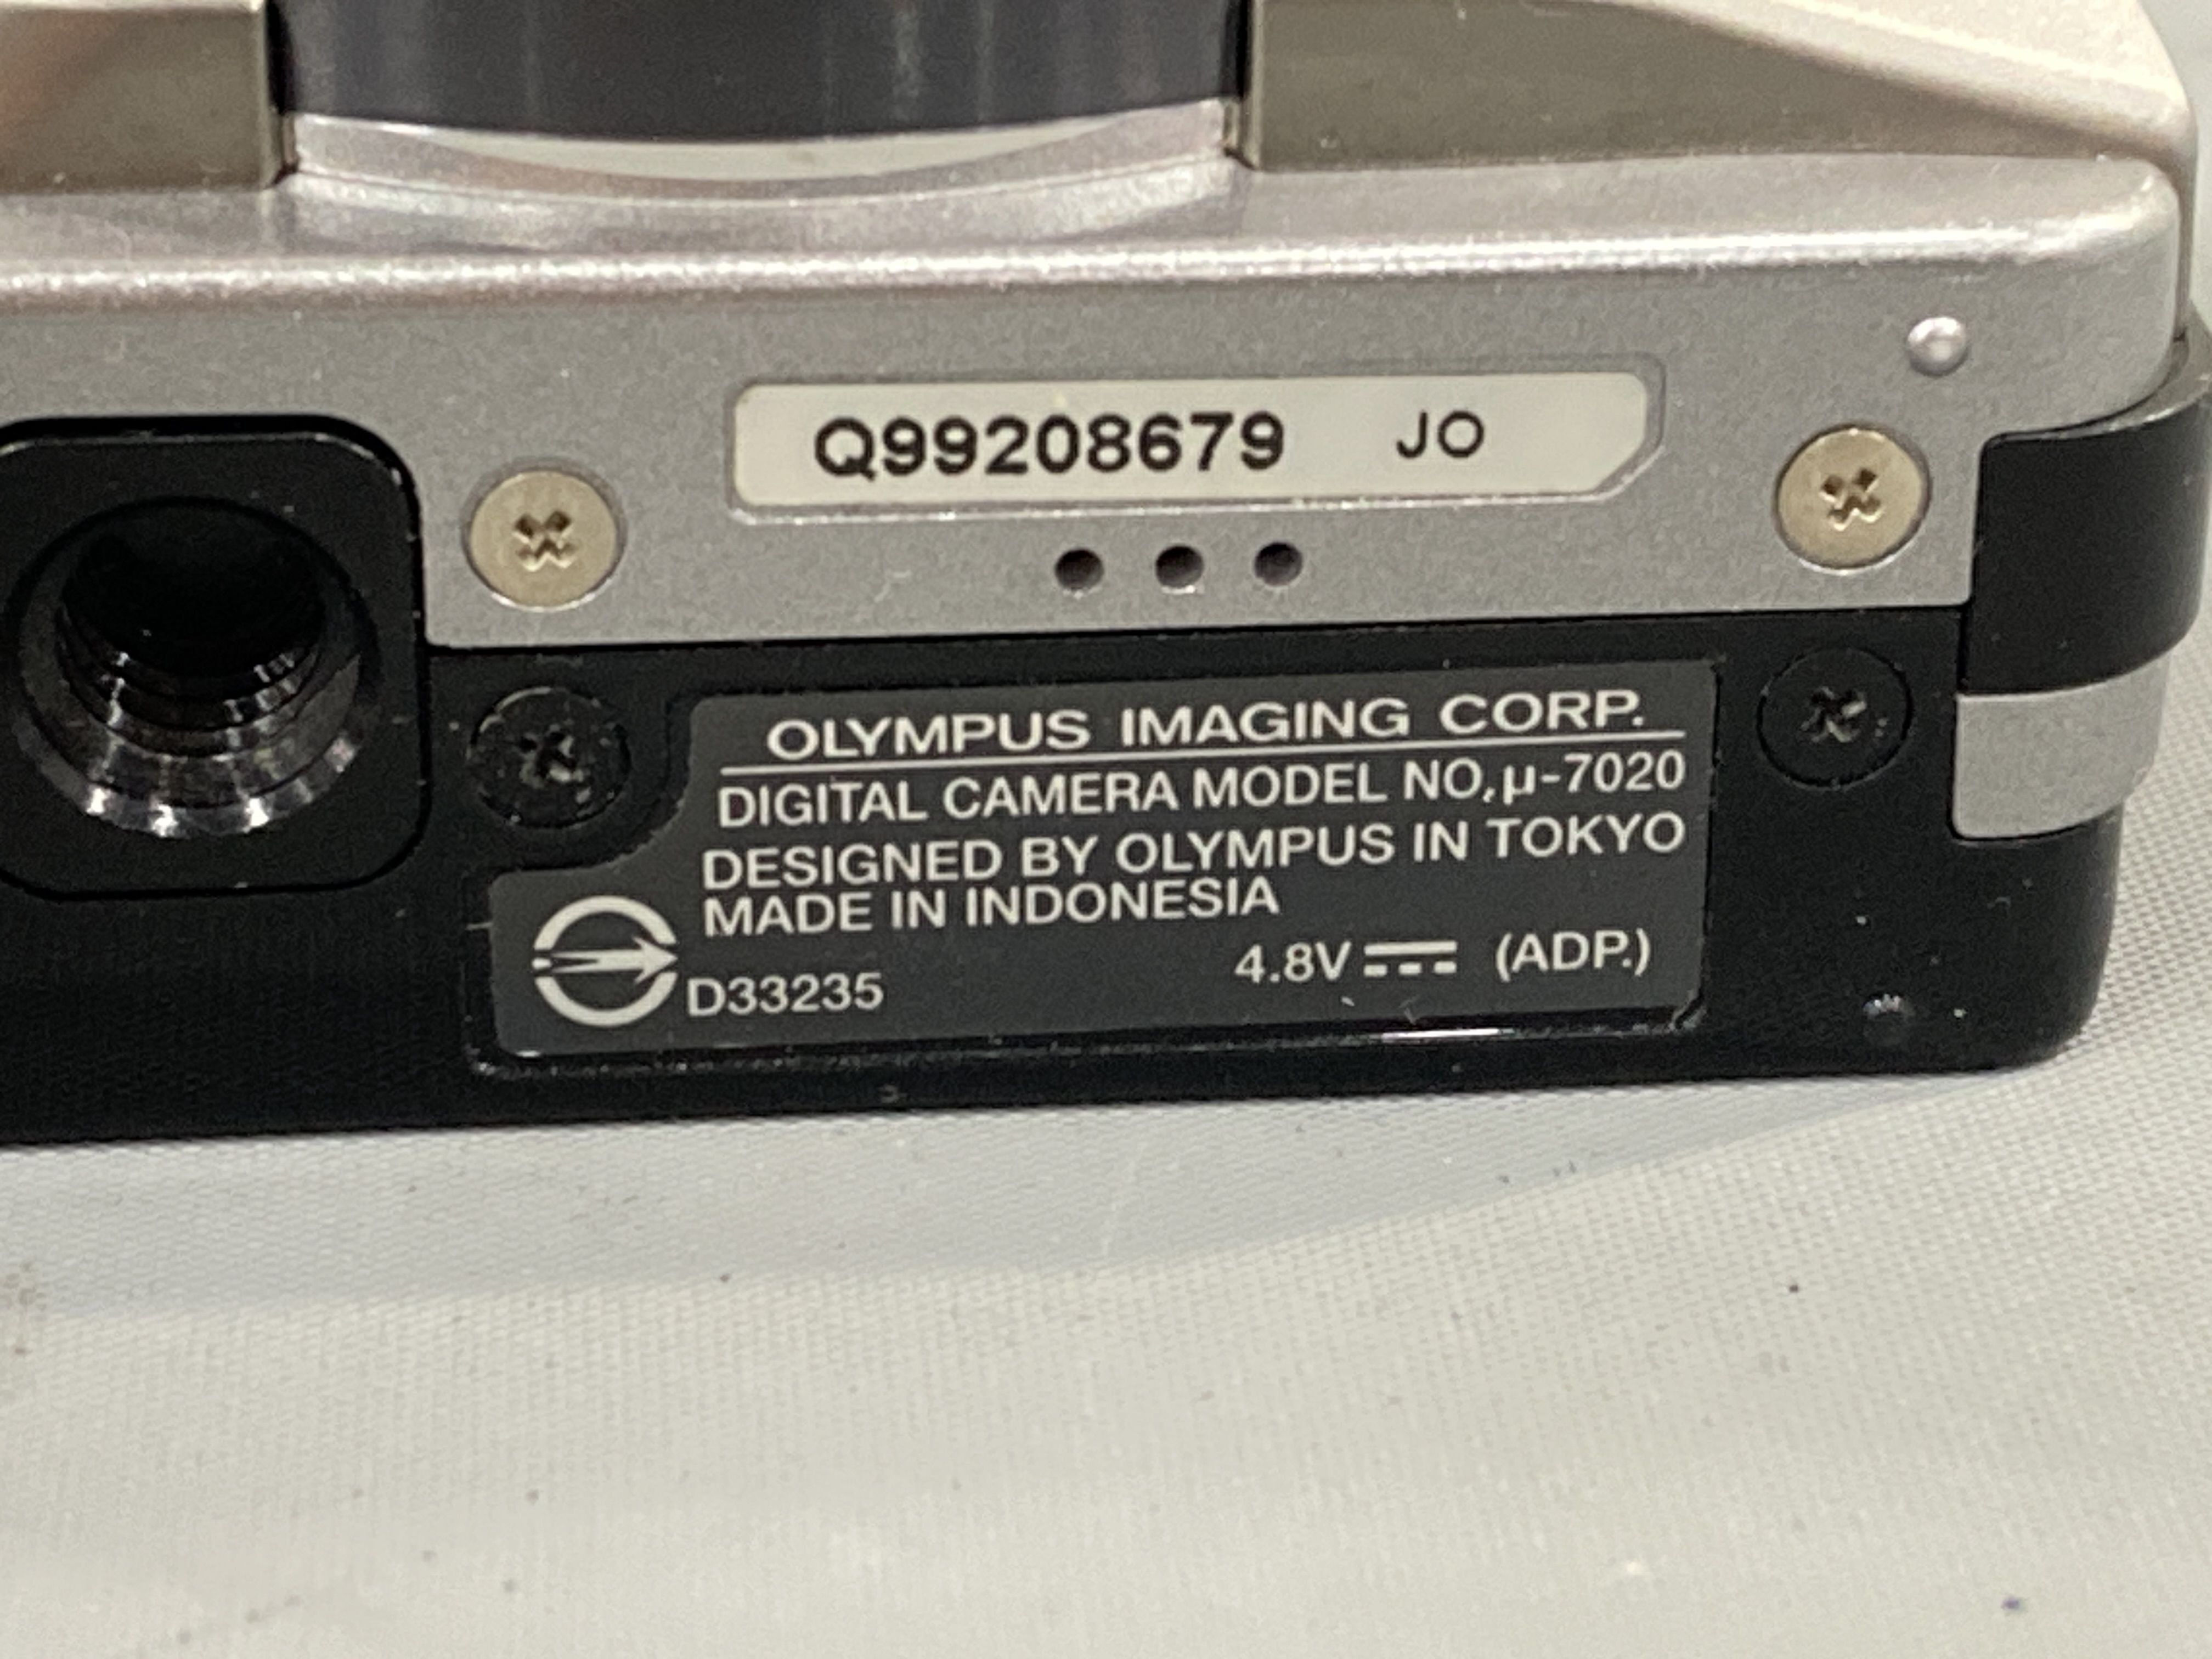 Q99208679 JO
OLYMPUS IMAGING CORP.
DIGITAL CAMERA MODEL NO.μ-7020
DESIGNED BY OLYMPUS IN TOKYO
MADE IN INDONESIA
D33235 4.8V⎓ (ADP.)